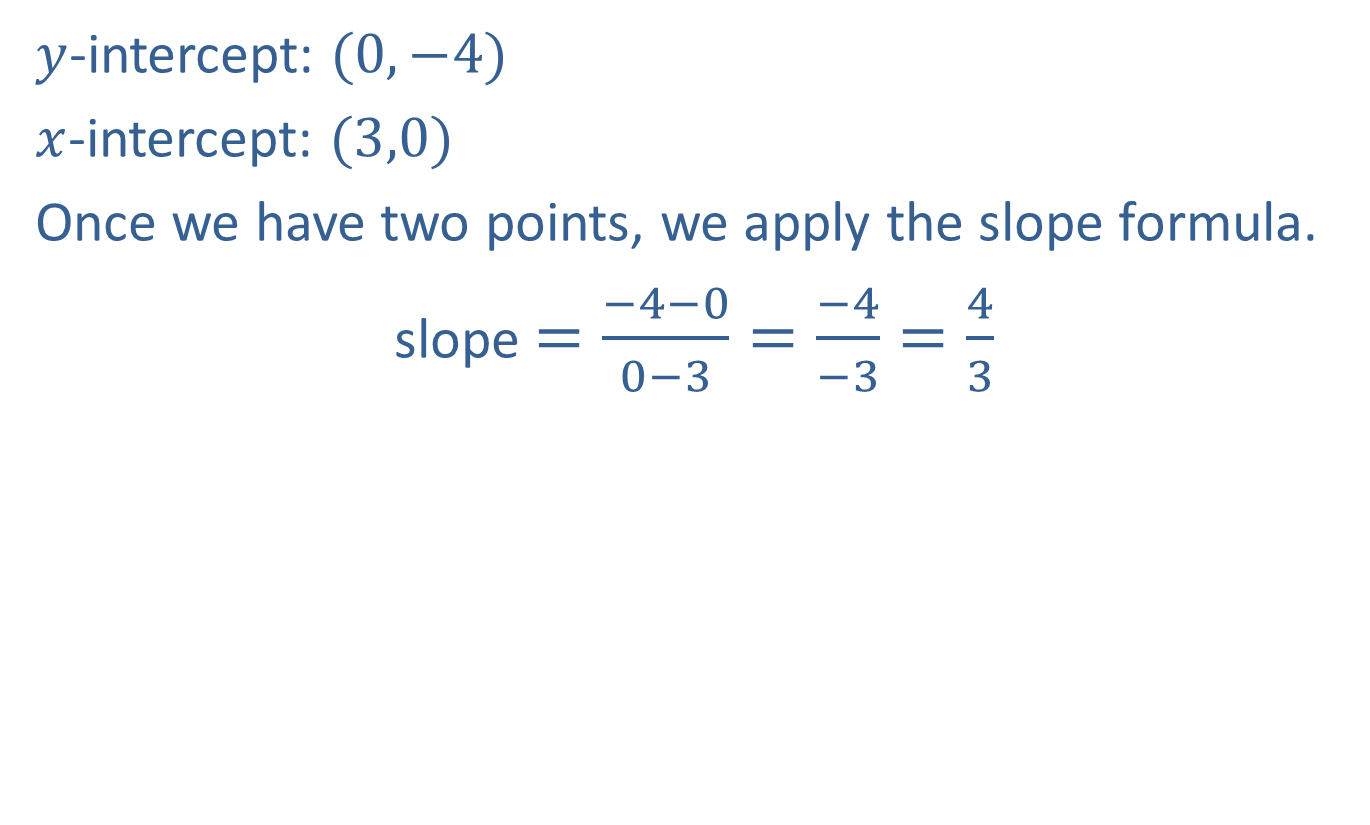 y-intercept: (0, −4)
x-intercept: (3,0)
Once we have two points, we apply the slope formula.
slope = −4−0/0−3 = −4/−3 = 4/3